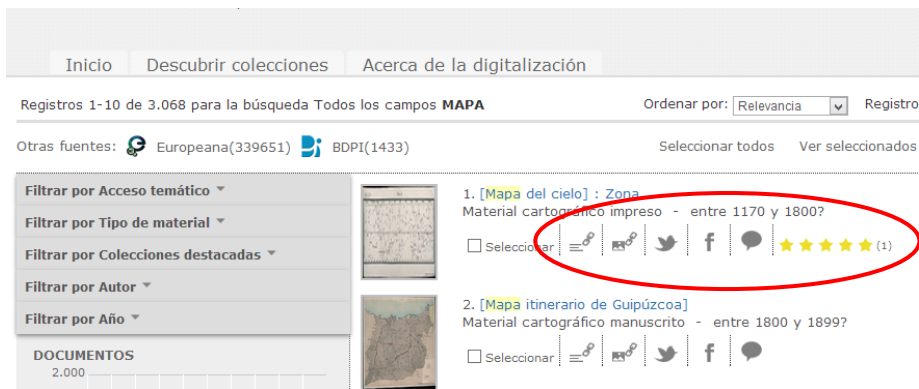 Inicio Descubrir colecciones Acerca de la digitalización
Registros 1-10 de 3.068 para la búsqueda Todos los campos MAPA Ordenar por: Relevancia Registro
Otras fuentes: Europeana(339651) BDPI(1433) Seleccionar todos Ver seleccionados
Filtrar por Acceso temático
Filtrar por Tipo de material
Filtrar por Colecciones destacadas
Filtrar por Autor
Filtrar por Año
DOCUMENTOS
2.000
1. [Mapa del cielo] : Zona
Material cartográfico impreso - entre 1170 y 1800?
Seleccionar (1)
2. [Mapa itinerario de Guipúzcoa]
Material cartográfico manuscrito - entre 1800 y 1899?
Seleccionar